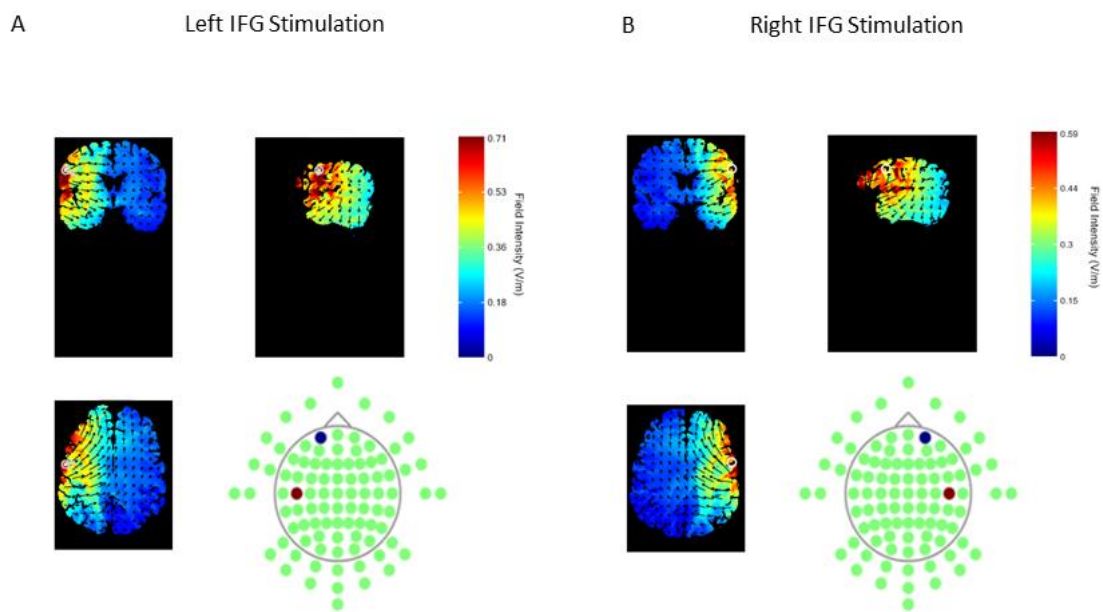 A
Left IFG Stimulation
B
Right IFG Stimulation
0.71
0.53
0.36
0.18
0
Field Intensity (V/m)
0.59
0.44
0.3
0.15
0
Field Intensity (V/m)